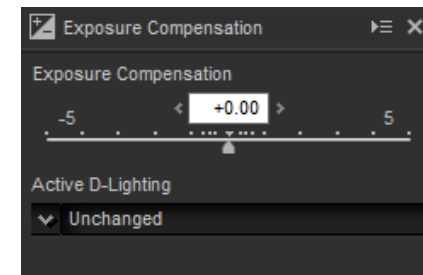 Exposure Compensation
Exposure Compensation
-5 +0.00 5
Active D-Lighting
Unchanged